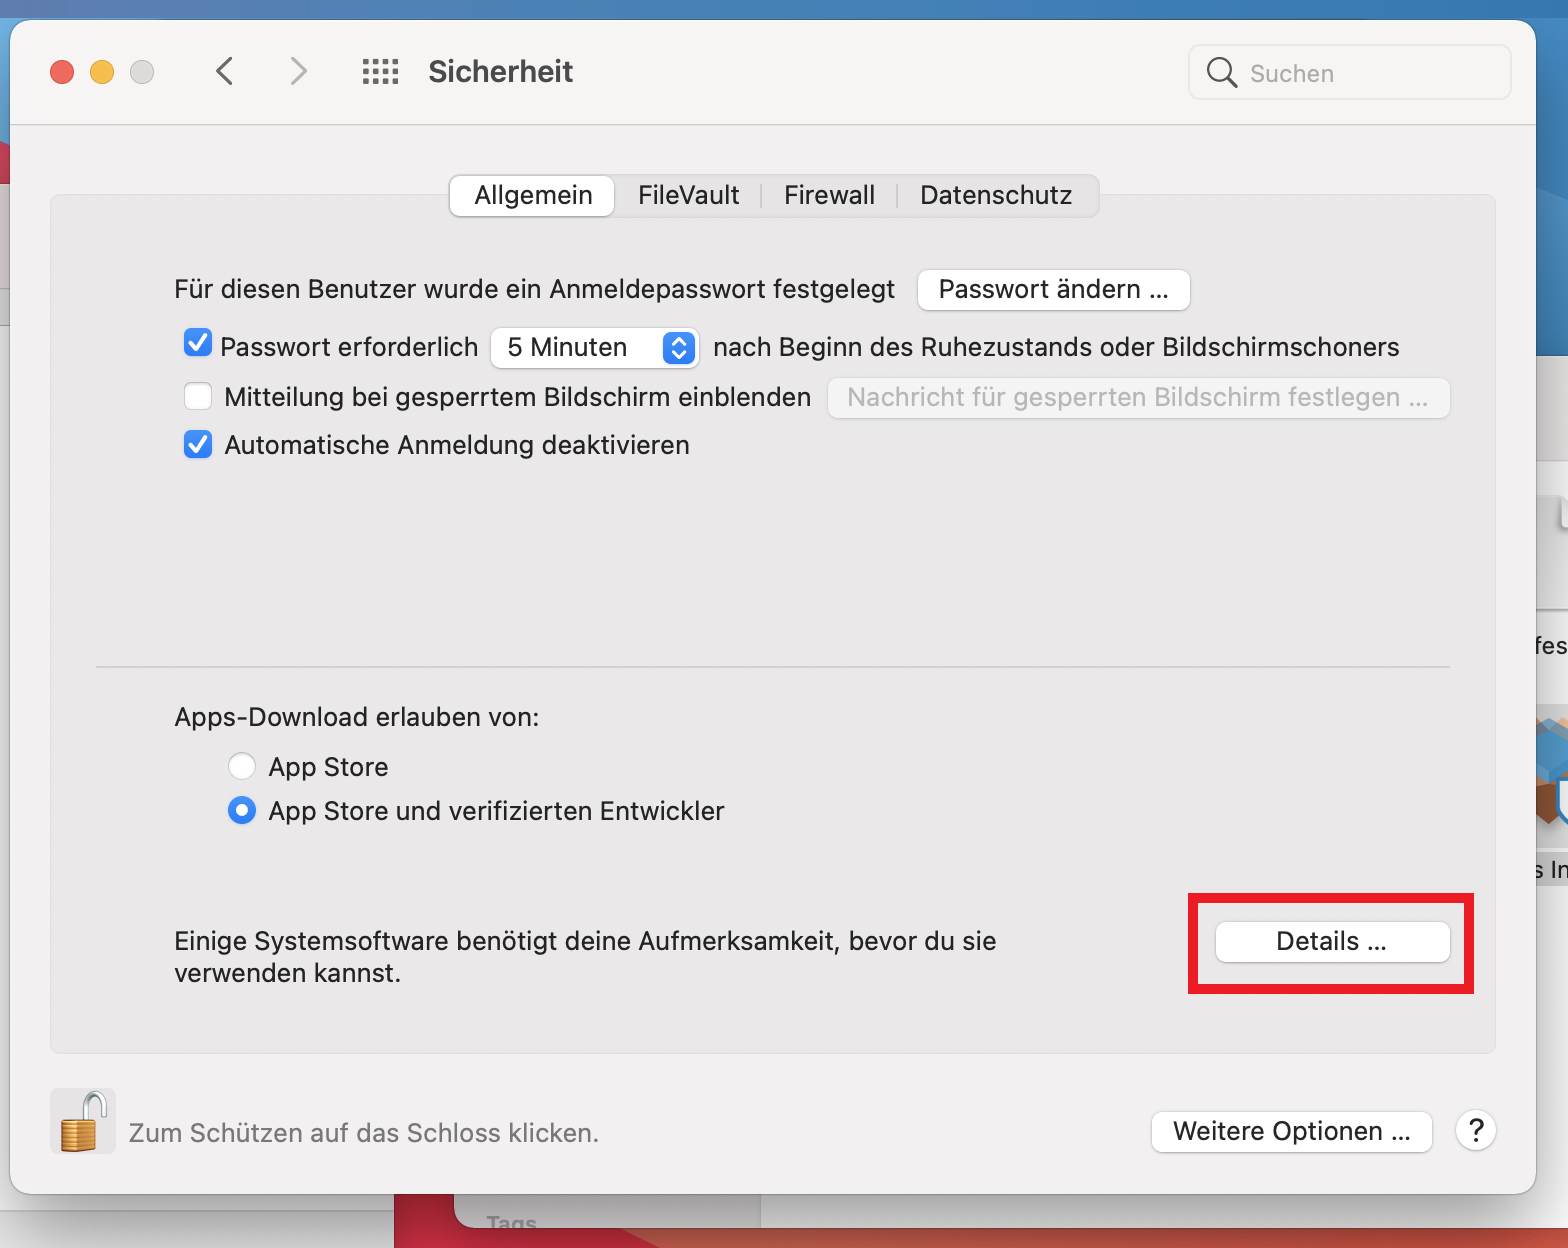 Sicherheit
Suchen
Allgemein
FileVault
Firewall
Datenschutz
Für diesen Benutzer wurde ein Anmeldepasswort festgelegt
Passwort ändern ...
Passwort erforderlich
5 Minuten
nach Beginn des Ruhezustands oder Bildschirmschoners
Mitteilung bei gesperrtem Bildschirm einblenden
Nachricht für gesperrten Bildschirm festlegen ...
Automatische Anmeldung deaktivieren
Apps-Download erlauben von:
App Store
App Store und verifizierten Entwickler
Einige Systemsoftware benötigt deine Aufmerksamkeit, bevor du sie
verwenden kannst.
Details ...
Zum Schützen auf das Schloss klicken.
Weitere Optionen ...
?
Tags